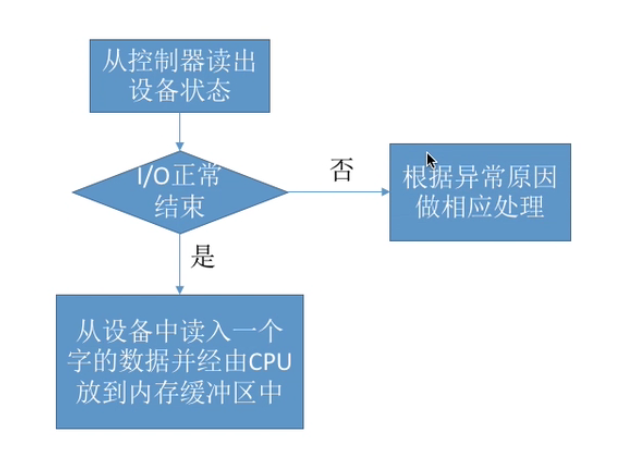 从控制器读出
设备状态
I/O正常
结束
否
根据异常原因
做相应处理
是
从设备中读入一个
字的数据并经由CPU
放到内存缓冲区中